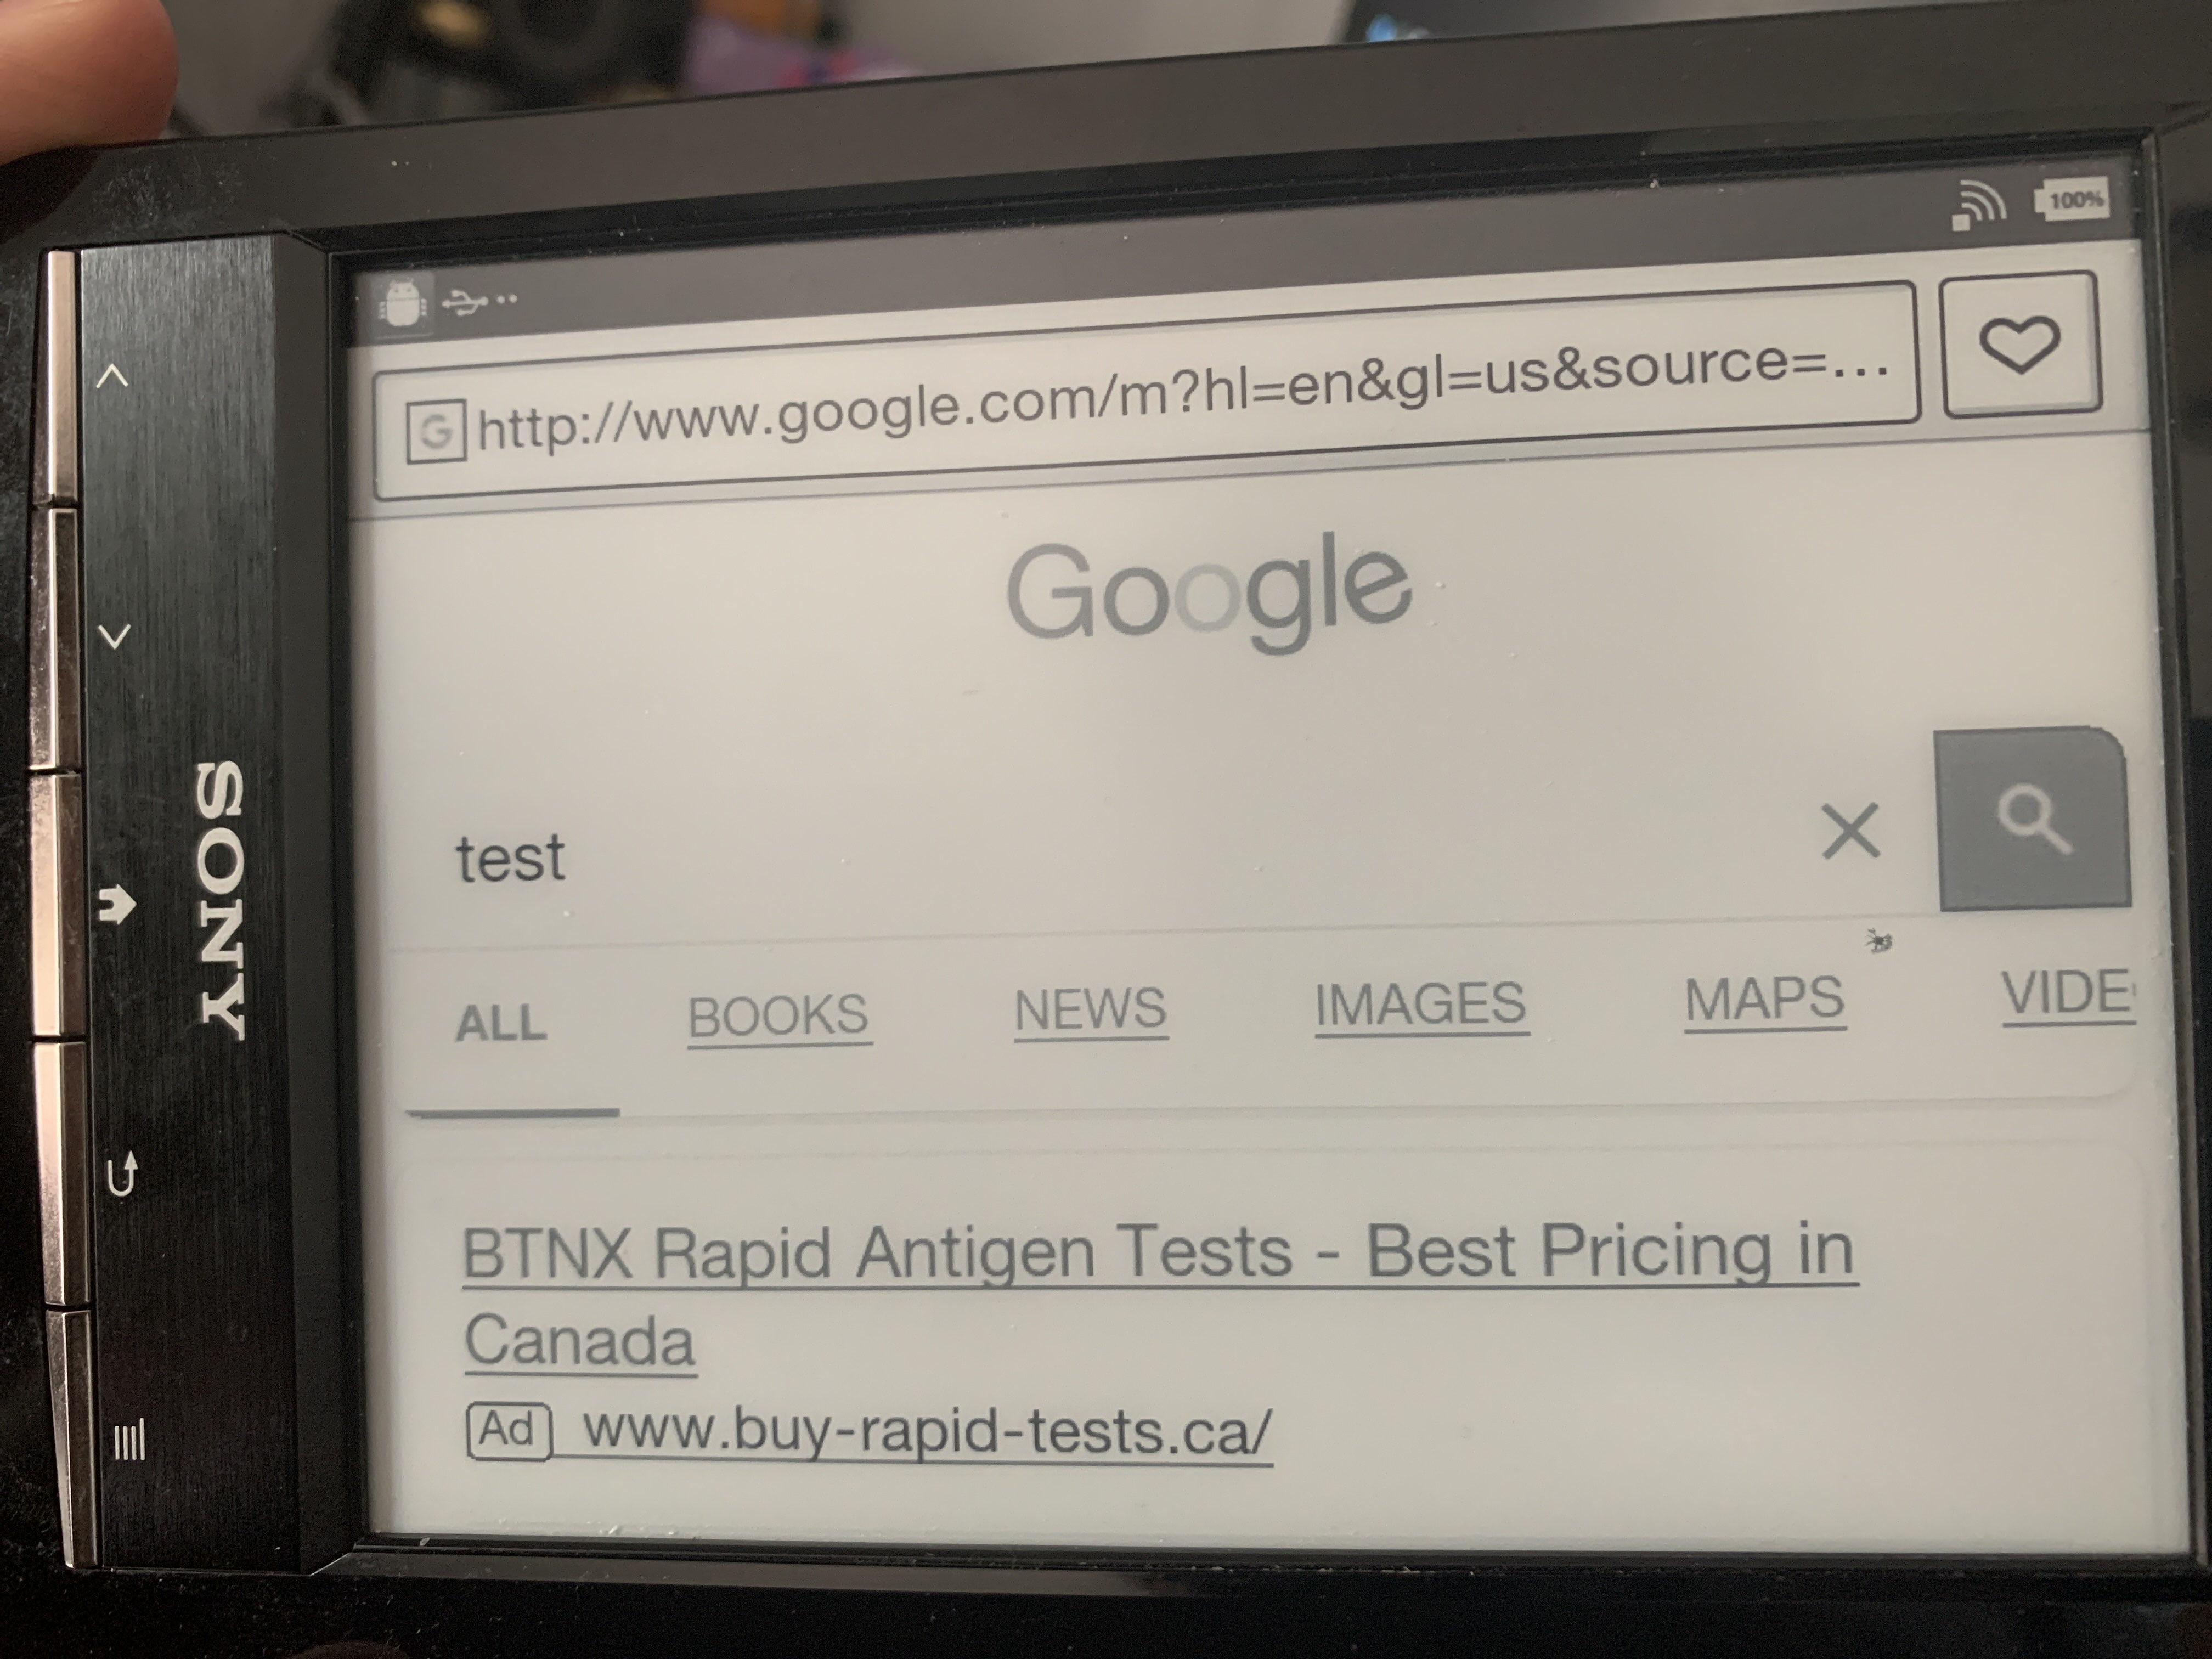 100%
G http://www.google.com/m?hl=en&gl=us&source=...
Google
test
ALL BOOKS NEWS IMAGES MAPS VIDE
BTNX Rapid Antigen Tests - Best Pricing in
Canada
Ad www.buy-rapid-tests.ca/
SONY